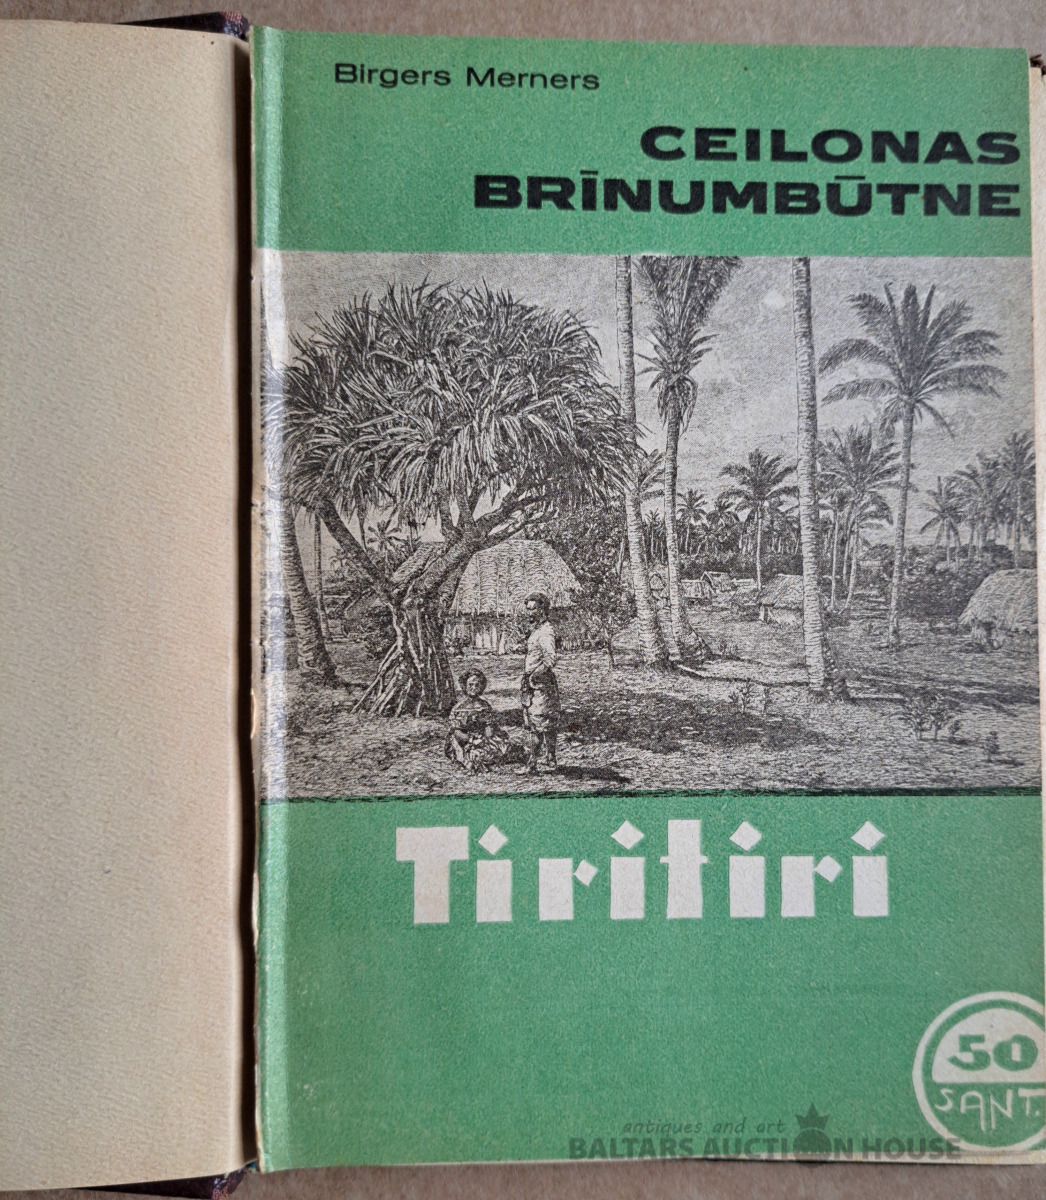 Birgers Merners
CEILONAS
BRĪNUMBŪTNE
Tiritiri
50
SANT.
antiques and art
BALTARS AUCTION HOUSE